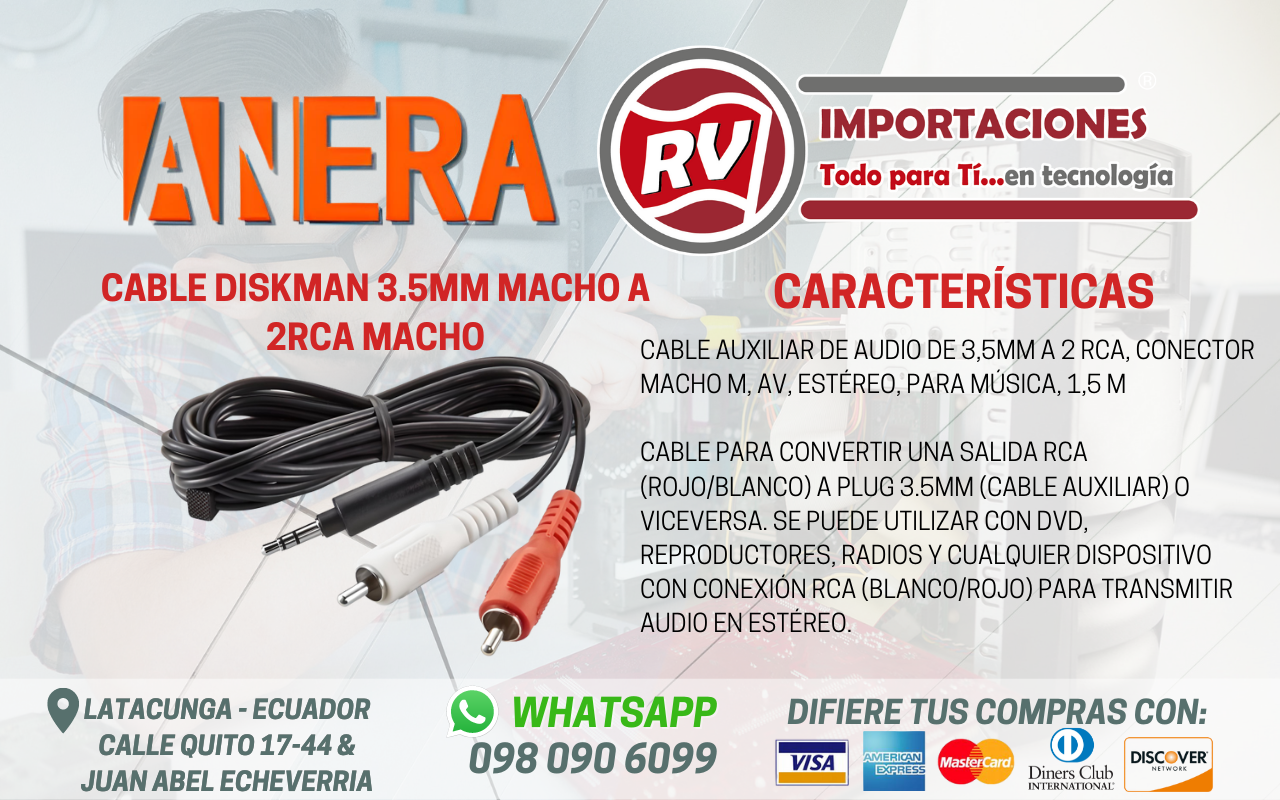 ANERA
RV
IMPORTACIONES
®
Todo para Tí...en tecnología
CABLE DISKMAN 3.5MM MACHO A
2RCA MACHO
CARACTERÍSTICAS
CABLE AUXILIAR DE AUDIO DE 3,5MM A 2 RCA, CONECTOR
MACHO M, AV, ESTÉREO, PARA MÚSICA, 1,5 M
CABLE PARA CONVERTIR UNA SALIDA RCA
(ROJO/BLANCO) A PLUG 3.5MM (CABLE AUXILIAR) O
VICEVERSA. SE PUEDE UTILIZAR CON DVD,
REPRODUCTORES, RADIOS Y CUALQUIER DISPOSITIVO
CON CONEXIÓN RCA (BLANCO/ROJO) PARA TRANSMITIR
AUDIO EN ESTÉREO.
LATACUNGA - ECUADOR
CALLE QUITO 17-44 &
JUAN ABEL ECHEVERRIA
WHATSAPP
098 090 6099
DIFIERE TUS COMPRAS CON:
VISA
AMERICAN
EXPRESS
MasterCard
Diners Club
INTERNATIONAL
DISCOVER
NETWORK